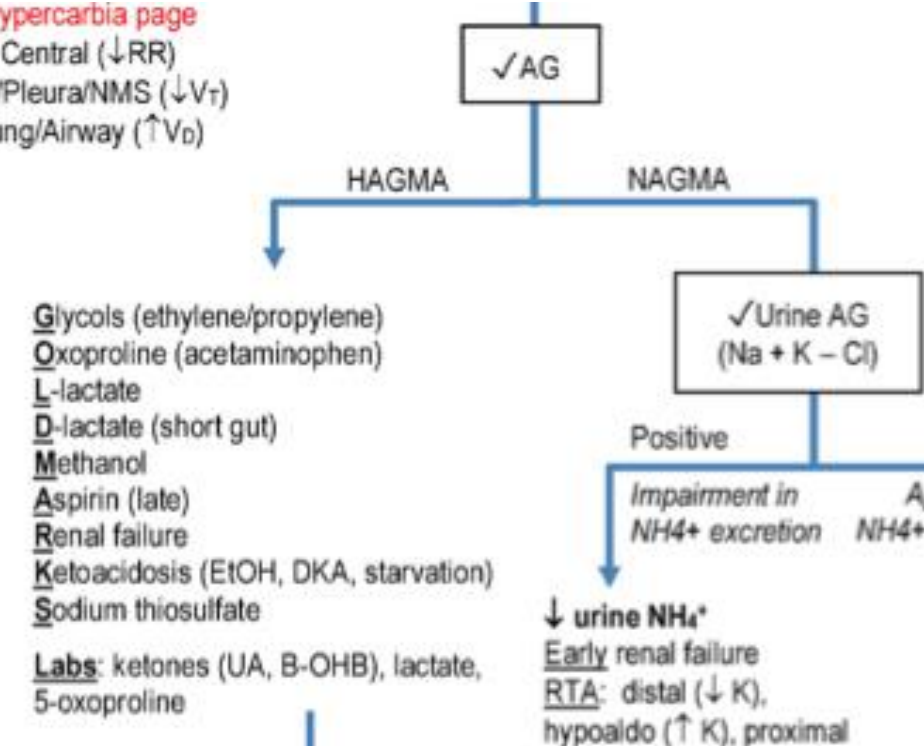 ypercarbia page
Central (↓RR)
/Pleura/NMS (↓VT)
ung/Airway (↑VD)
✓AG
HAGMA
NAGMA
Glycols (ethylene/propylene)
Oxoproline (acetaminophen)
L-lactate
D-lactate (short gut)
Methanol
Aspirin (late)
Renal failure
Ketoacidosis (EtOH, DKA, starvation)
Sodium thiosulfate
Labs: ketones (UA, B-OHB), lactate,
5-oxoproline
✓Urine AG
(Na + K – Cl)
Positive
Impairment in
NH4+ excretion
A
NH4+
↓ urine NH₄⁺
Early renal failure
RTA: distal (↓ K),
hypoaldo (↑ K), proximal